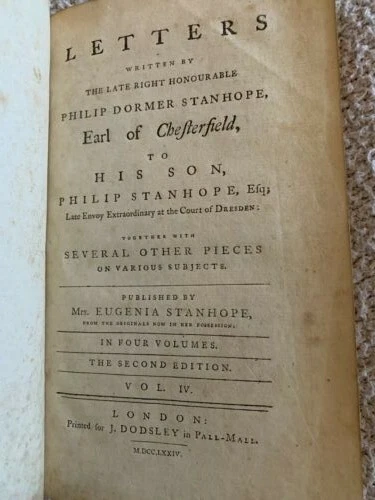 LETTERS
WRITTEN BY
THE LATE RIGHT HONOURABLE
PHILIP DORMER STANHOPE,
Earl of Chesterfield,
TO
HIS SON,
PHILIP STANHOPE, Esq;
Late Envoy Extraordinary at the Court of DRESDEN:
TOGETHER WITH
SEVERAL OTHER PIECES
ON VARIOUS SUBJECTS.
PUBLISHED BY
Mrs. EUGENIA STANHOPE,
FROM THE ORIGINALS NOW IN HER POSSESSION.
IN FOUR VOLUMES.
THE SECOND EDITION.
VOL. IV.
LONDON:
Printed for J. DODSLEY in PALL-MALL.
M.DCC.LXXIV.